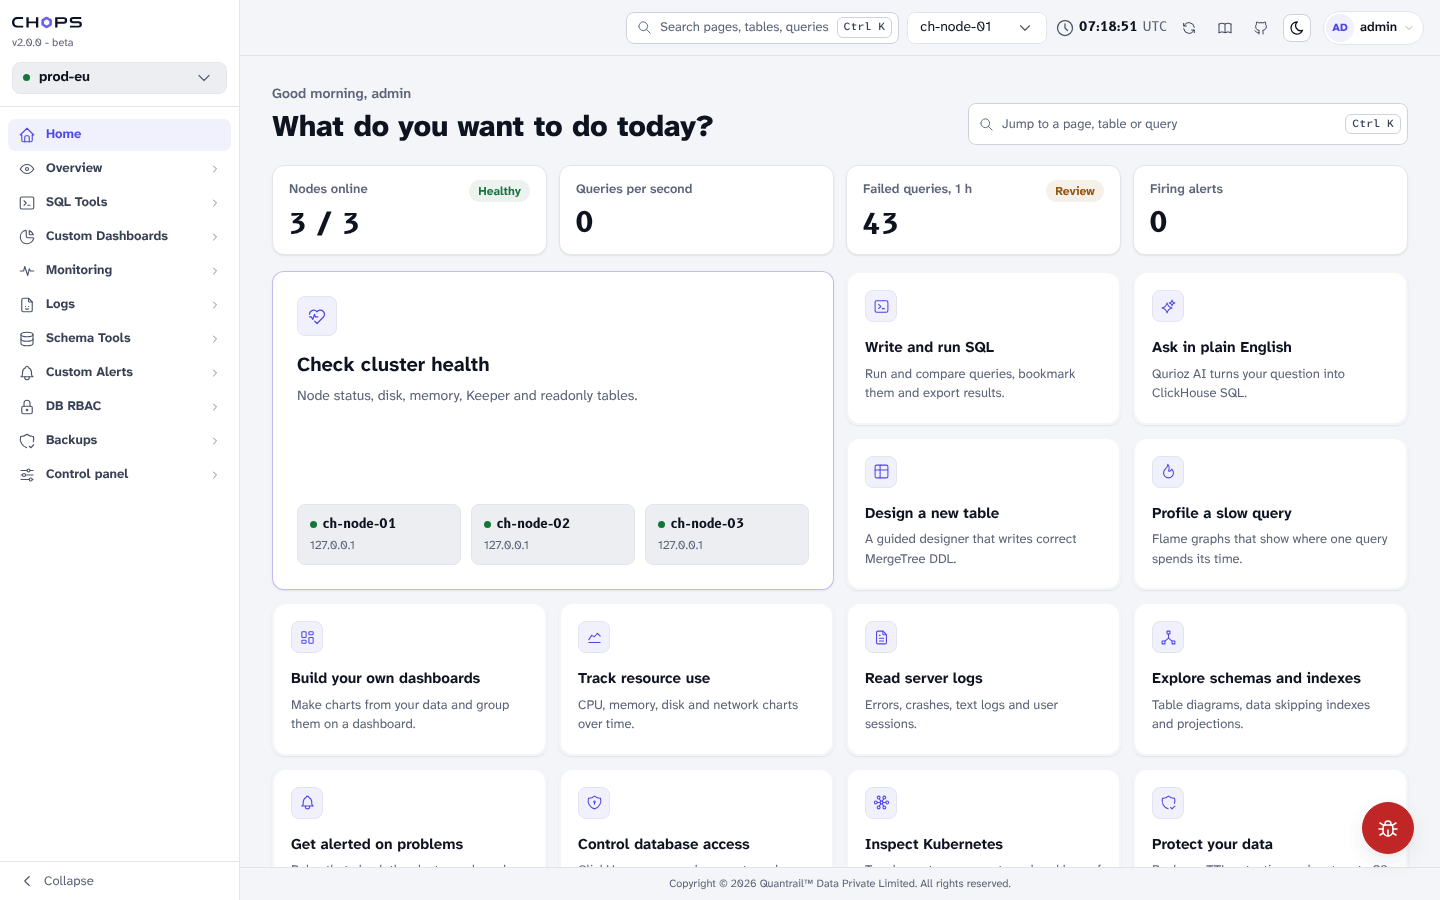 CHOPS
v2.0.0 - beta
prod-eu
Home
Overview
SQL Tools
Custom Dashboards
Monitoring
Logs
Schema Tools
Custom Alerts
DB RBAC
Backups
Control panel
Collapse
Search pages, tables, queries
Ctrl K
ch-node-01
07:18:51 UTC
AD
admin
Good morning, admin
What do you want to do today?
Jump to a page, table or query
Ctrl K
Nodes online
Healthy
3 / 3
Queries per second
0
Failed queries, 1 h
Review
43
Firing alerts
0
Check cluster health
Node status, disk, memory, Keeper and readonly tables.
ch-node-01
127.0.0.1
ch-node-02
127.0.0.1
ch-node-03
127.0.0.1
Write and run SQL
Run and compare queries, bookmark
them and export results.
Ask in plain English
Qurioz AI turns your question into
ClickHouse SQL.
Design a new table
A guided designer that writes correct
MergeTree DDL.
Profile a slow query
Flame graphs that show where one query
spends its time.
Build your own dashboards
Make charts from your data and group
them on a dashboard.
Track resource use
CPU, memory, disk and network charts
over time.
Read server logs
Errors, crashes, text logs and user
sessions.
Explore schemas and indexes
Table diagrams, data skipping indexes
and projections.
Get alerted on problems
Control database access
Inspect Kubernetes
Protect your data
Copyright © 2026 Quantrail™ Data Private Limited. All rights reserved.